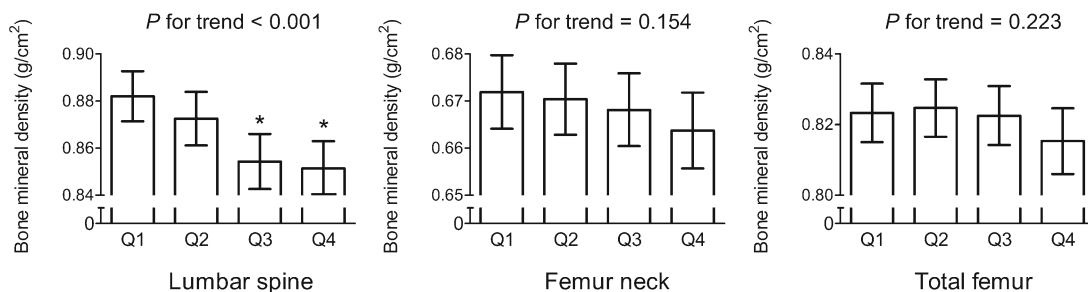 P for trend < 0.001
Bone mineral density (g/cm²)
0.90
0.88
0.86
0.84
0
* *
Q1 Q2 Q3 Q4
Lumbar spine
P for trend = 0.154
Bone mineral density (g/cm²)
0.68
0.67
0.66
0.65
0
Q1 Q2 Q3 Q4
Femur neck
P for trend = 0.223
Bone mineral density (g/cm²)
0.84
0.82
0.80
0
Q1 Q2 Q3 Q4
Total femur